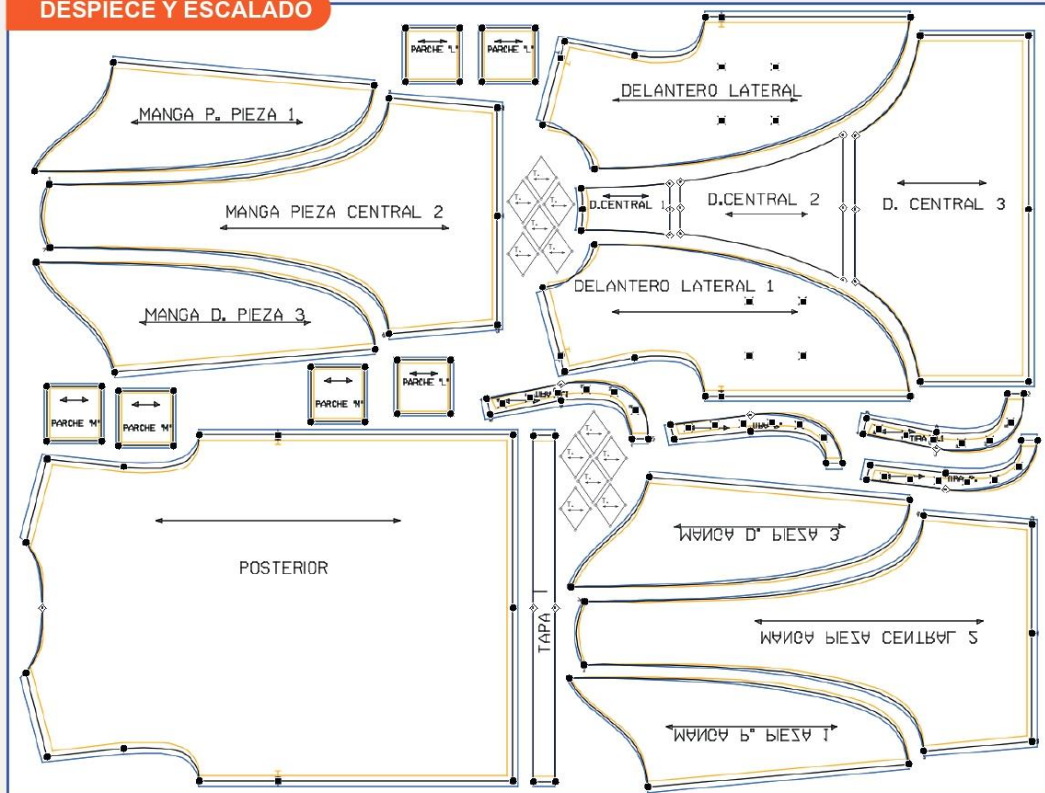 DESPIECE Y ESCALADO
PARCHE "L"
PARCHE "L"
DELANTERO LATERAL
MANGA P. PIEZA 1
MANGA PIEZA CENTRAL 2
D.CENTRAL 1
D.CENTRAL 2
D. CENTRAL 3
DELANTERO LATERAL 1
MANGA D. PIEZA 3
PARCHE "L"
PARCHE "M"
PARCHE "M"
PARCHE "M"
POSTERIOR
TAPA 1
MANGA D. PIEZA 3
MANGA PIEZA CENTRAL 2
MANGA P. PIEZA 1